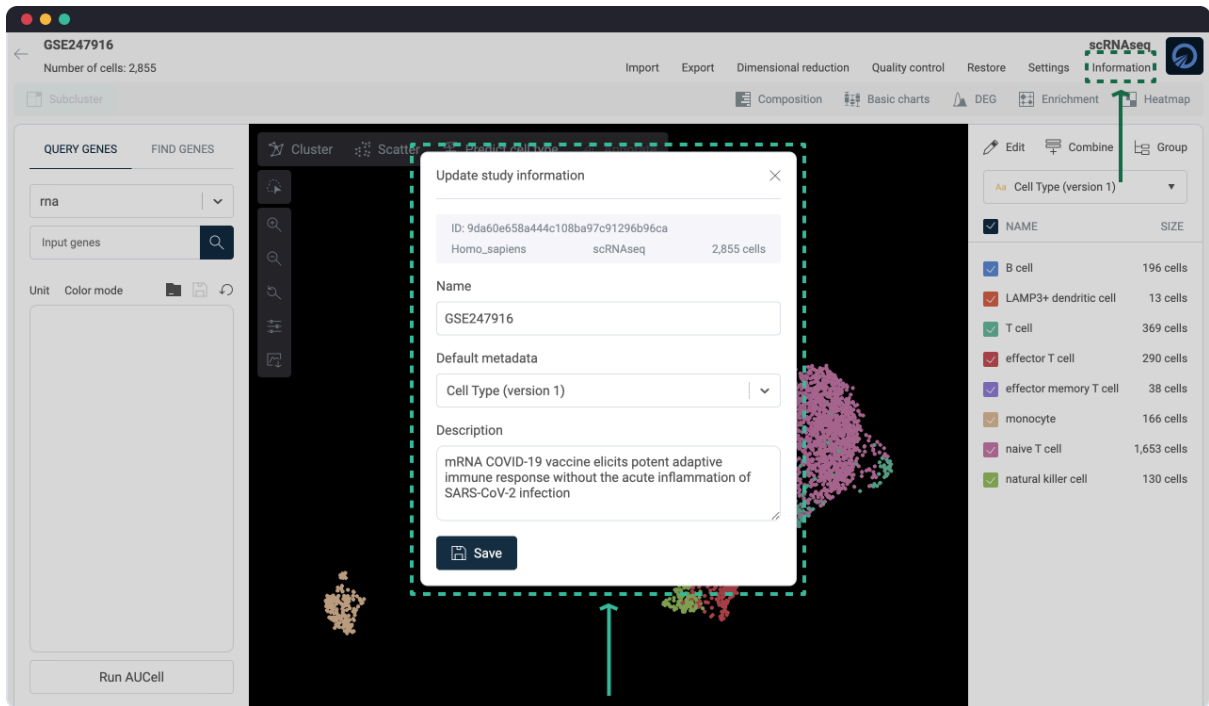 GSE247916
Number of cells: 2,855
scRNAseq
Import Export Dimensional reduction Quality control Restore Settings Information
Subcluster
Composition Basic charts DEG Enrichment Heatmap
QUERY GENES FIND GENES
rna
Input genes
Unit Color mode
Run AUCell
Cluster Scatter Predict cell type
Update study information
ID: 9da60e658a444c108ba97c91296b96ca
Homo_sapiens scRNAseq 2,855 cells
Name
GSE247916
Default metadata
Cell Type (version 1)
Description
mRNA COVID-19 vaccine elicits potent adaptive
immune response without the acute inflammation of
SARS-CoV-2 infection
Save
Edit Combine Group
Aa Cell Type (version 1)
NAME SIZE
B cell 196 cells
LAMP3+ dendritic cell 13 cells
T cell 369 cells
effector T cell 290 cells
effector memory T cell 38 cells
monocyte 166 cells
naive T cell 1,653 cells
natural killer cell 130 cells